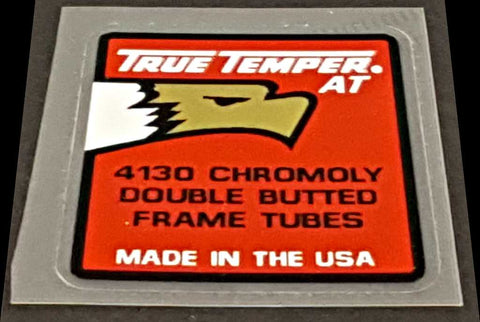 TRUE TEMPER.
AT
4130 CHROMOLY
DOUBLE BUTTED
FRAME TUBES
MADE IN THE USA